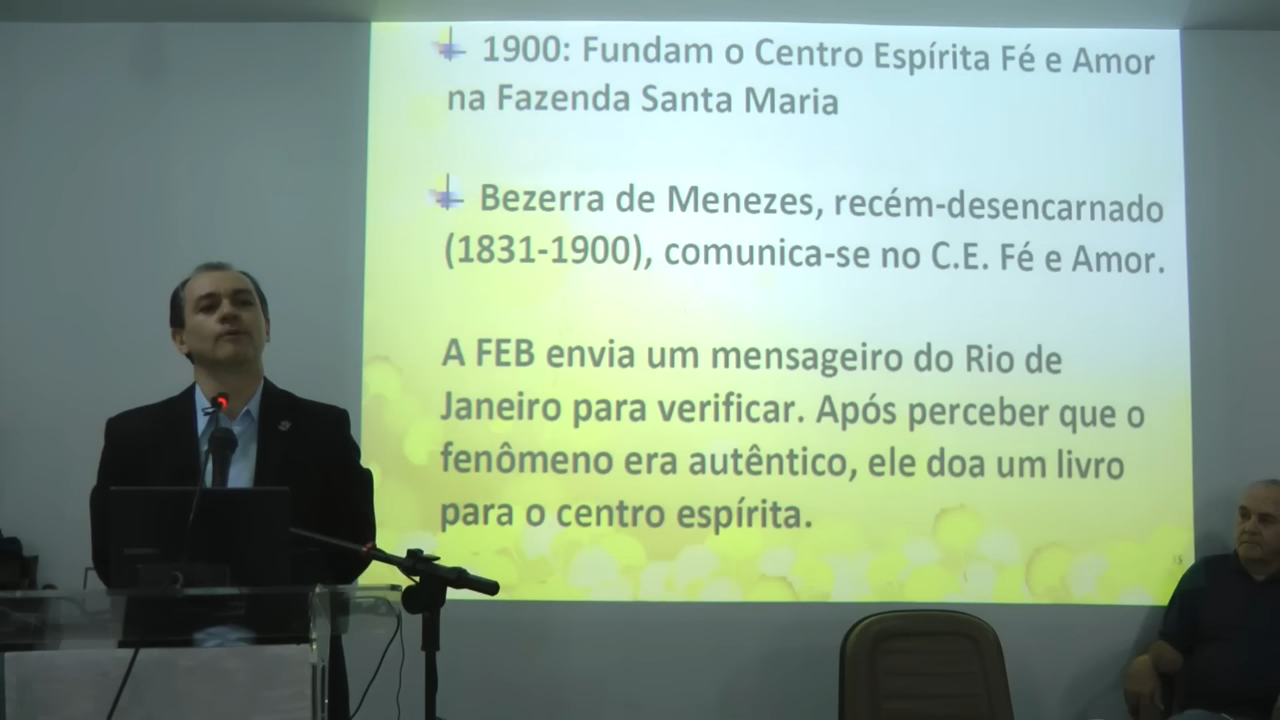 1900: Fundam o Centro Espírita Fé e Amor
na Fazenda Santa Maria
Bezerra de Menezes, recém-desencarnado
(1831-1900), comunica-se no C.E. Fé e Amor.
A FEB envia um mensageiro do Rio de
Janeiro para verificar. Após perceber que o
fenômeno era autêntico, ele doa um livro
para o centro espírita.